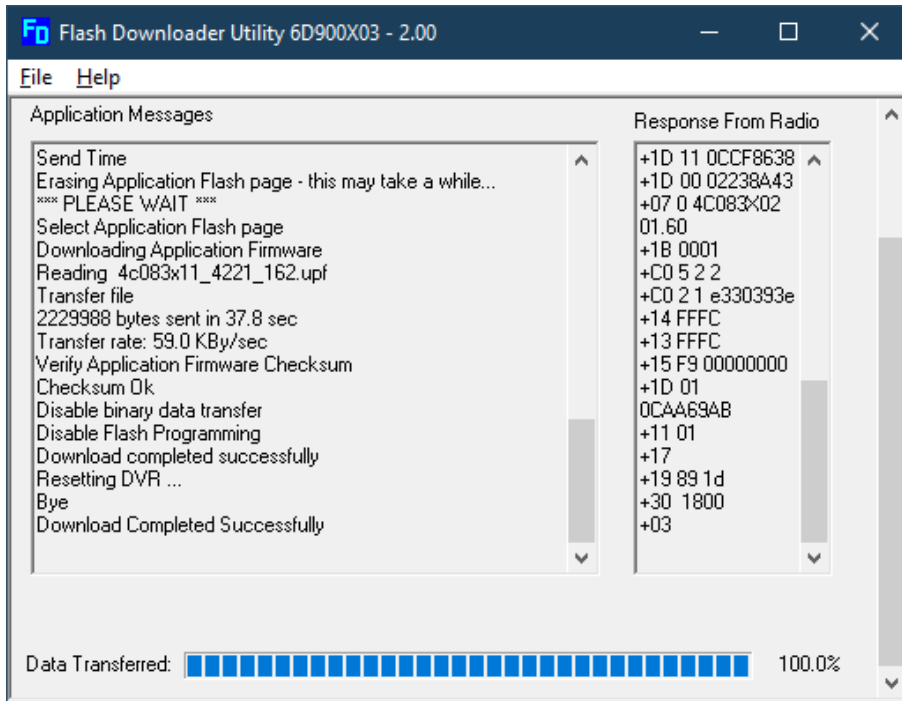 FD Flash Downloader Utility 6D900X03 - 2.00
File Help
Application Messages
Send Time
Erasing Application Flash page - this may take a while...
*** PLEASE WAIT ***
Select Application Flash page
Downloading Application Firmware
Reading  4c083x11_4221_162.upf
Transfer file
2229988 bytes sent in 37.8 sec
Transfer rate: 59.0 KBy/sec
Verify Application Firmware Checksum
Checksum Ok
Disable binary data transfer
Disable Flash Programming
Download completed successfully
Resetting DVR ...
Bye
Download Completed Successfully
Response From Radio
+1D 11 0CCF8638
+1D 00 02238A43
+07 0 4C083X02
01.60
+1B 0001
+C0 5 2 2
+C0 2 1 e330393e
+14 FFFC
+13 FFFC
+15 F9 00000000
+1D 01
0CAA69AB
+11 01
+17
+19 89 1d
+30  1800
+03
Data Transferred: 100.0%